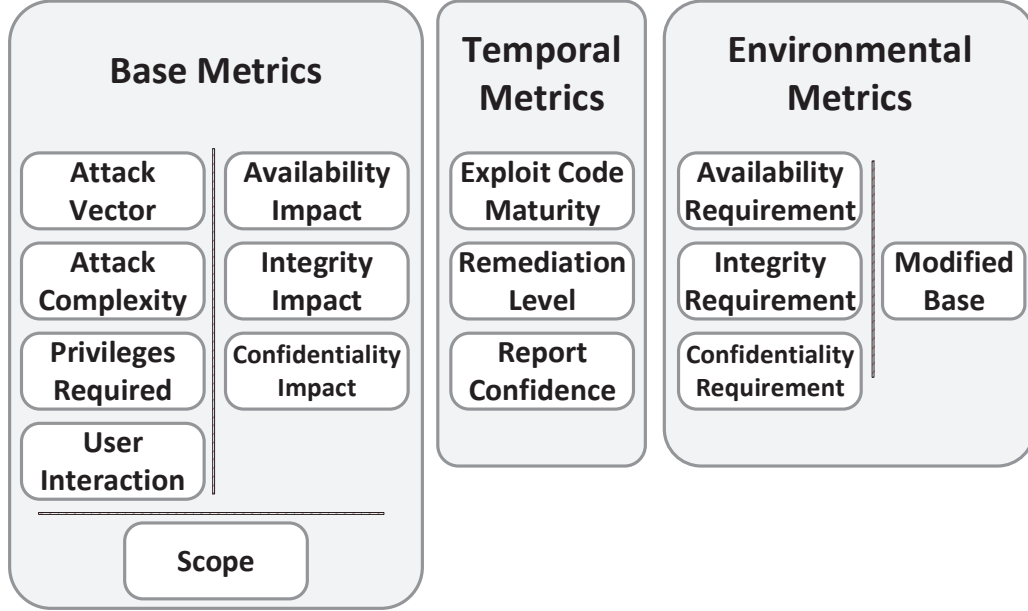 Base Metrics
Attack
Vector
Attack
Complexity
Privileges
Required
User
Interaction
Availability
Impact
Integrity
Impact
Confidentiality
Impact
Scope
Temporal
Metrics
Exploit Code
Maturity
Remediation
Level
Report
Confidence
Environmental
Metrics
Availability
Requirement
Integrity
Requirement
Confidentiality
Requirement
Modified
Base